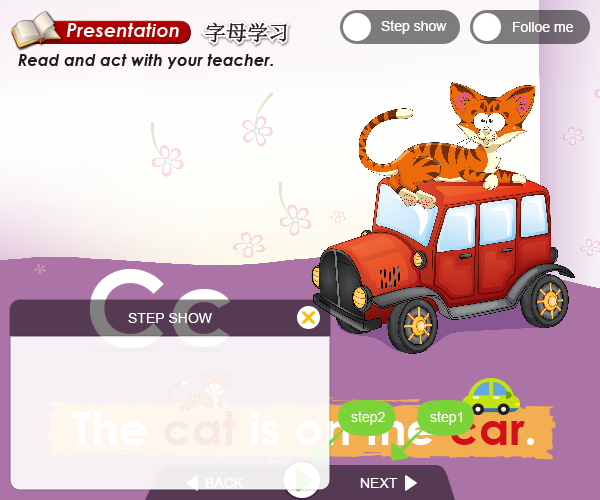 Presentation 字母学习
Step show
Folloe me
Read and act with your teacher.
Cc
STEP SHOW
step2
step1
The cat is on the car.
BACK
NEXT